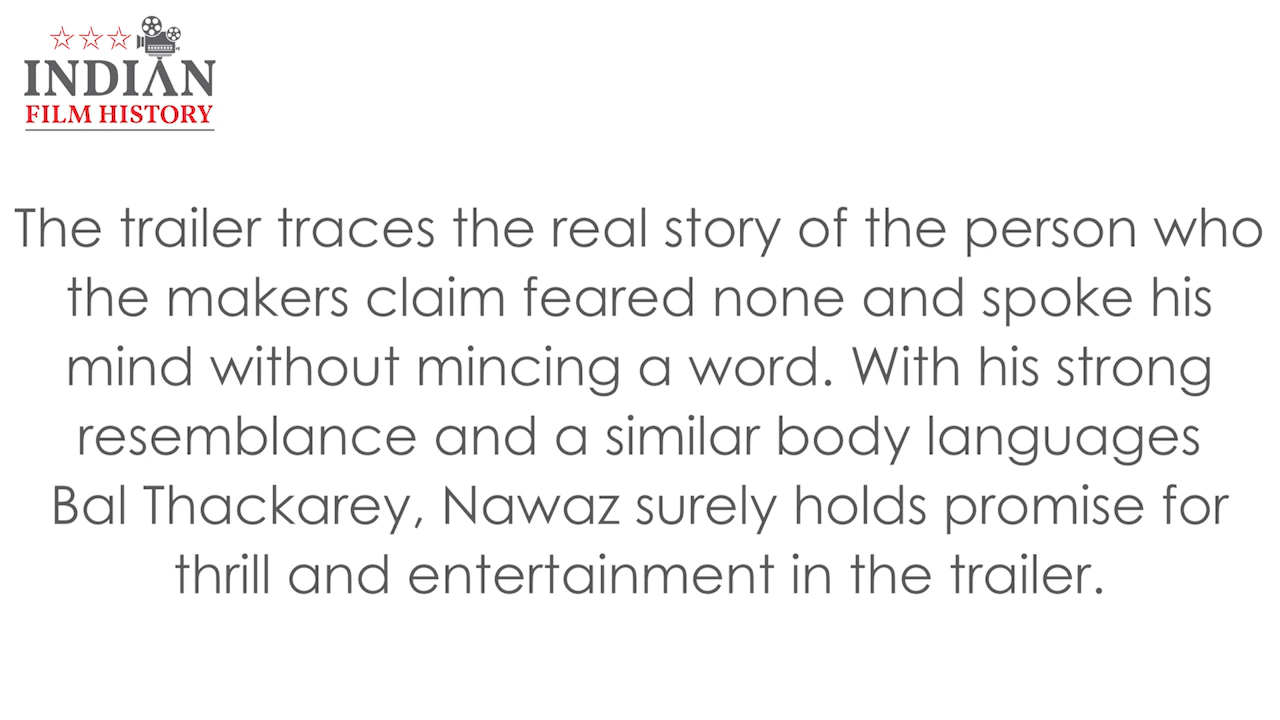 INDIAN
FILM HISTORY
The trailer traces the real story of the person who
the makers claim feared none and spoke his
mind without mincing a word. With his strong
resemblance and a similar body languages
Bal Thackarey, Nawaz surely holds promise for
thrill and entertainment in the trailer.